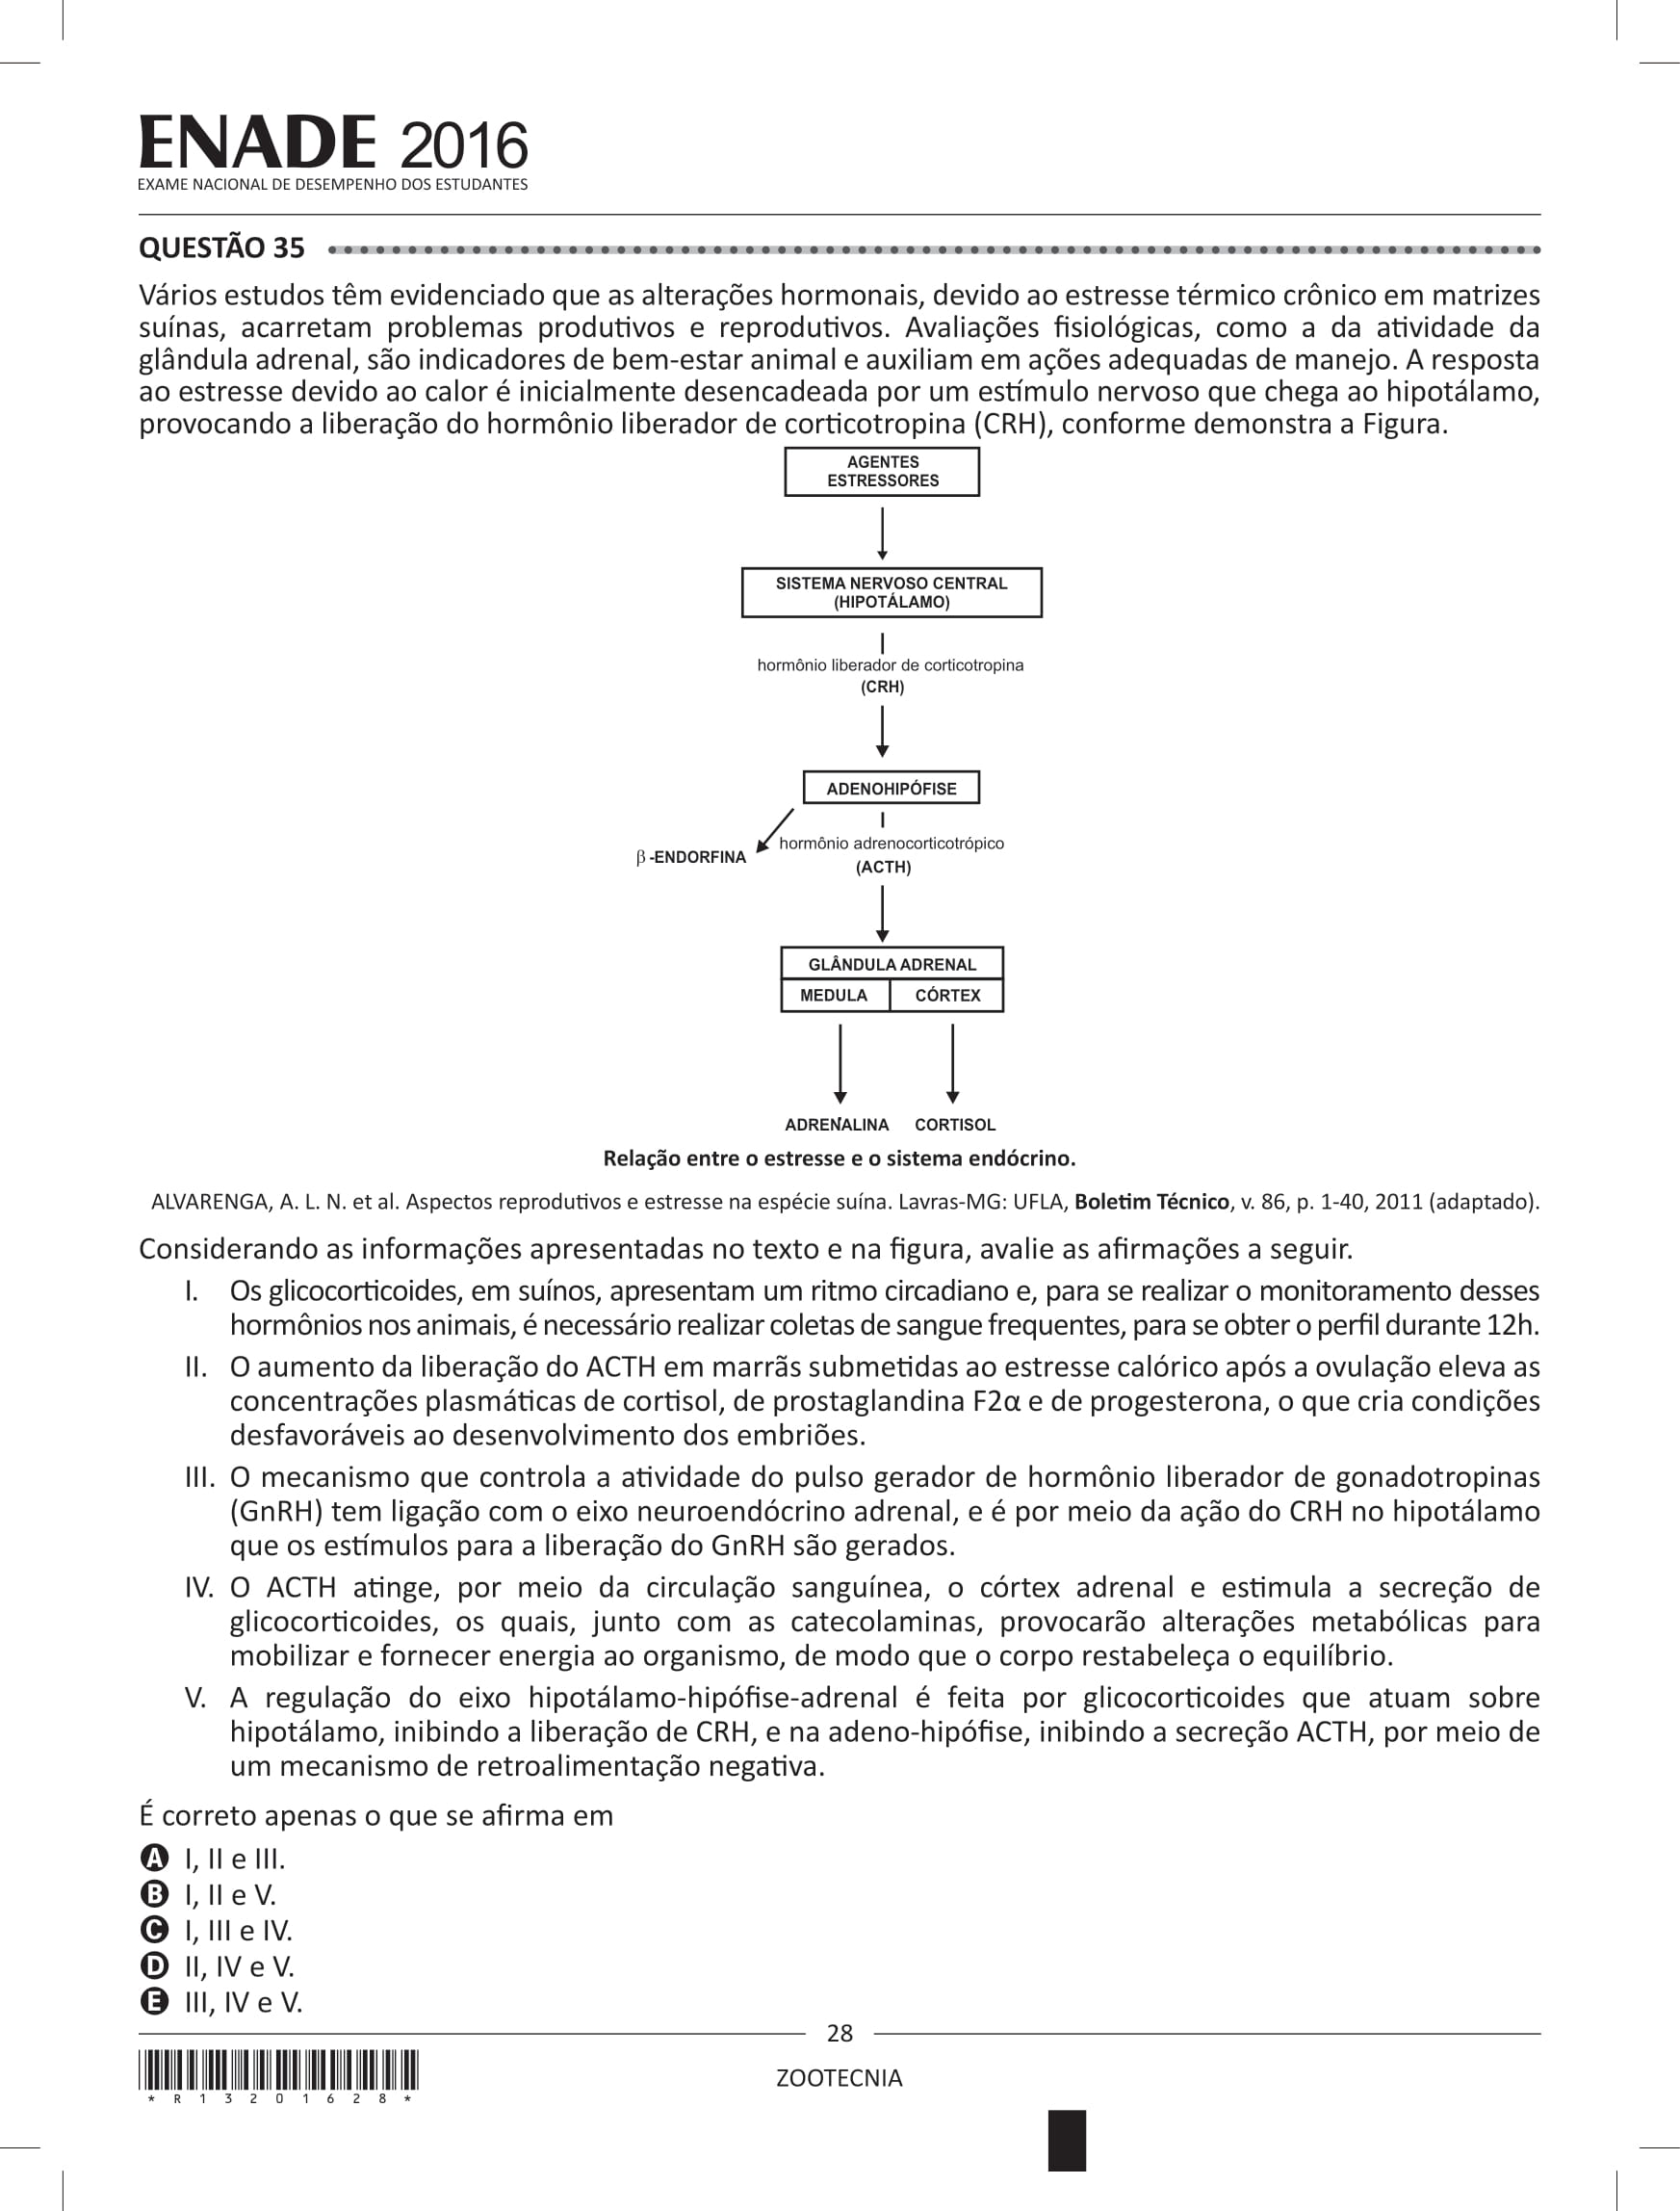 ENADE 2016
EXAME NACIONAL DE DESEMPENHO DOS ESTUDANTES
QUESTÃO 35
Vários estudos têm evidenciado que as alterações hormonais, devido ao estresse térmico crônico em matrizes
suínas, acarretam problemas produtivos e reprodutivos. Avaliações fisiológicas, como a da atividade da
glândula adrenal, são indicadores de bem-estar animal e auxiliam em ações adequadas de manejo. A resposta
ao estresse devido ao calor é inicialmente desencadeada por um estímulo nervoso que chega ao hipotálamo,
provocando a liberação do hormônio liberador de corticotropina (CRH), conforme demonstra a Figura.
AGENTES
ESTRESSORES
SISTEMA NERVOSO CENTRAL
(HIPOTÁLAMO)
hormônio liberador de corticotropina
(CRH)
ADENOHIPÓFISE
β -ENDORFINA
hormônio adrenocorticotrópico
(ACTH)
GLÂNDULA ADRENAL
MEDULA CÓRTEX
ADRENALINA CORTISOL
Relação entre o estresse e o sistema endócrino.
ALVARENGA, A. L. N. et al. Aspectos reprodutivos e estresse na espécie suína. Lavras-MG: UFLA, Boletim Técnico, v. 86, p. 1-40, 2011 (adaptado).
Considerando as informações apresentadas no texto e na figura, avalie as afirmações a seguir.
I. Os glicocorticoides, em suínos, apresentam um ritmo circadiano e, para se realizar o monitoramento desses
hormônios nos animais, é necessário realizar coletas de sangue frequentes, para se obter o perfil durante 12h.
II. O aumento da liberação do ACTH em marrãs submetidas ao estresse calórico após a ovulação eleva as
concentrações plasmáticas de cortisol, de prostaglandina F2α e de progesterona, o que cria condições
desfavoráveis ao desenvolvimento dos embriões.
III. O mecanismo que controla a atividade do pulso gerador de hormônio liberador de gonadotropinas
(GnRH) tem ligação com o eixo neuroendócrino adrenal, e é por meio da ação do CRH no hipotálamo
que os estímulos para a liberação do GnRH são gerados.
IV. O ACTH atinge, por meio da circulação sanguínea, o córtex adrenal e estimula a secreção de
glicocorticoides, os quais, junto com as catecolaminas, provocarão alterações metabólicas para
mobilizar e fornecer energia ao organismo, de modo que o corpo restabeleça o equilíbrio.
V. A regulação do eixo hipotálamo-hipófise-adrenal é feita por glicocorticoides que atuam sobre
hipotálamo, inibindo a liberação de CRH, e na adeno-hipófise, inibindo a secreção ACTH, por meio de
um mecanismo de retroalimentação negativa.
É correto apenas o que se afirma em
A I, II e III.
B I, II e V.
C I, III e IV.
D II, IV e V.
E III, IV e V.
28
ZOOTECNIA
* R 1 3 2 0 1 6 2 8 *